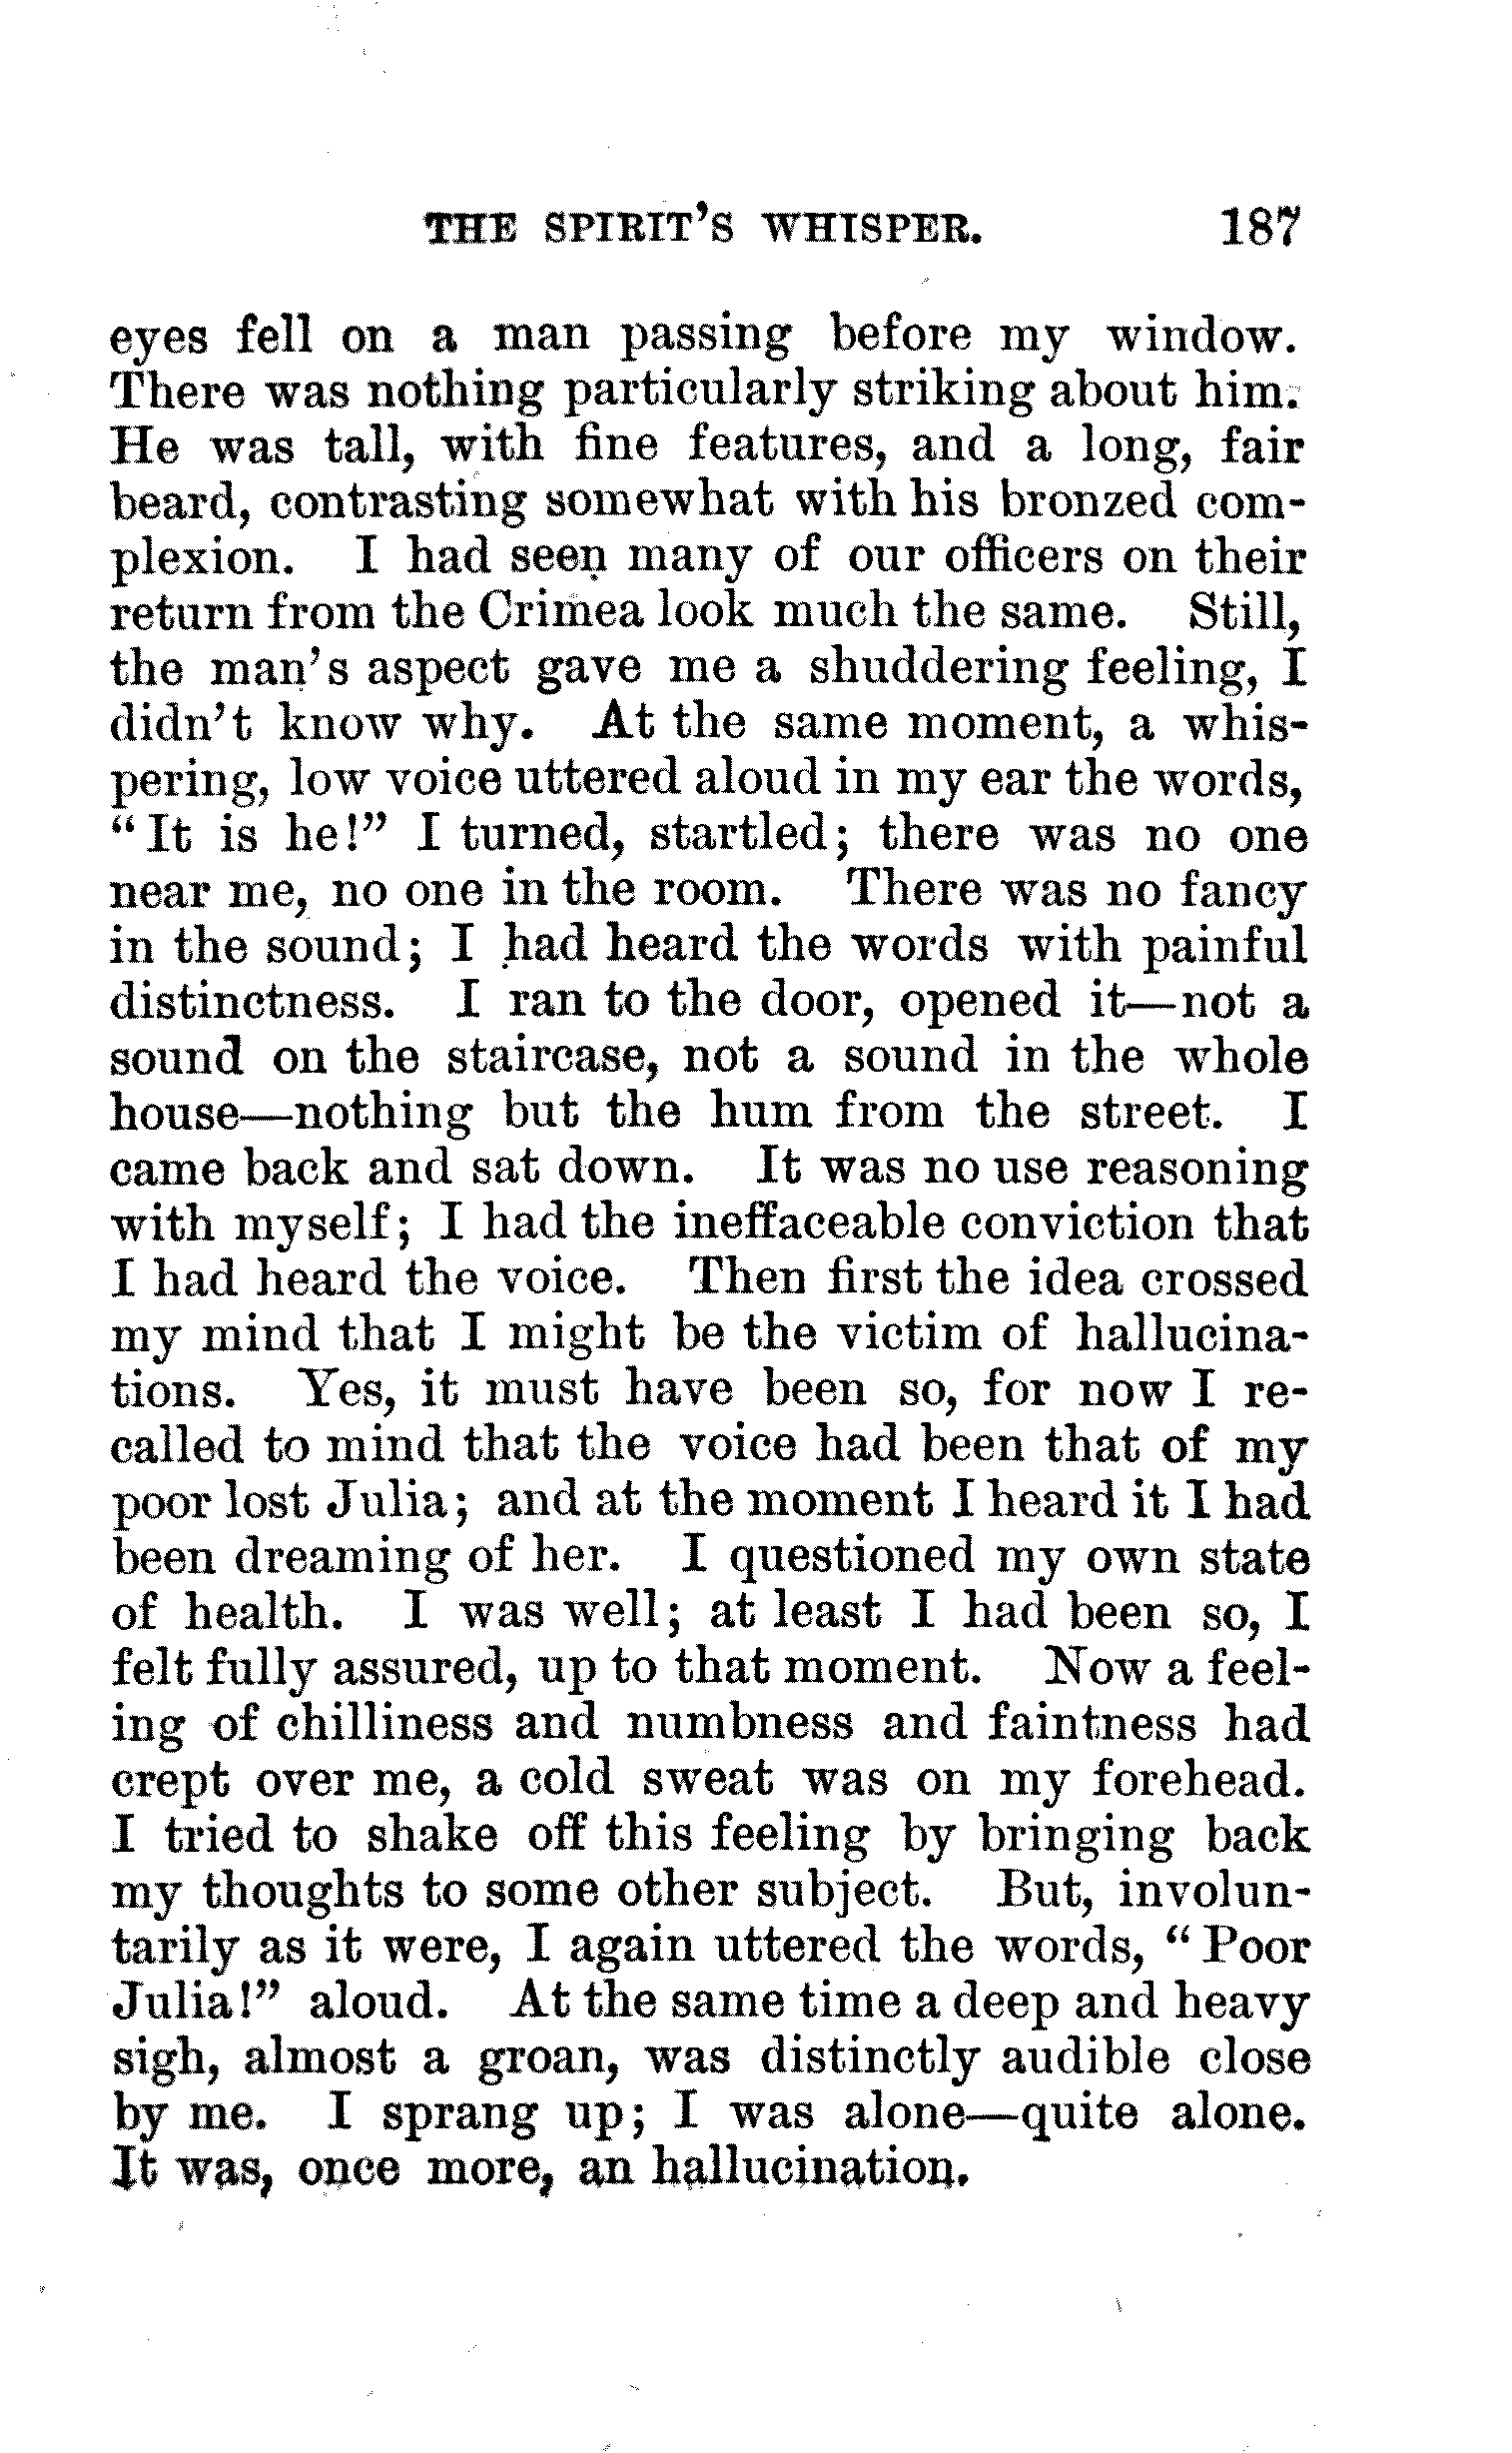 THE SPIRIT'S WHISPER. 187
eyes fell on a man passing before my window.
There was nothing particularly striking about him.
He was tall, with fine features, and a long, fair
beard, contrasting somewhat with his bronzed com-
plexion. I had seen many of our officers on their
return from the Crimea look much the same. Still,
the man's aspect gave me a shuddering feeling, I
didn't know why. At the same moment, a whis-
pering, low voice uttered aloud in my ear the words,
"It is he!" I turned, startled; there was no one
near me, no one in the room. There was no fancy
in the sound; I had heard the words with painful
distinctness. I ran to the door, opened it—not a
sound on the staircase, not a sound in the whole
house—nothing but the hum from the street. I
came back and sat down. It was no use reasoning
with myself; I had the ineffaceable conviction that
I had heard the voice. Then first the idea crossed
my mind that I might be the victim of hallucina-
tions. Yes, it must have been so, for now I re-
called to mind that the voice had been that of my
poor lost Julia; and at the moment I heard it I had
been dreaming of her. I questioned my own state
of health. I was well; at least I had been so, I
felt fully assured, up to that moment. Now a feel-
ing of chilliness and numbness and faintness had
crept over me, a cold sweat was on my forehead.
I tried to shake off this feeling by bringing back
my thoughts to some other subject. But, involun-
tarily as it were, I again uttered the words, "Poor
Julia!" aloud. At the same time a deep and heavy
sigh, almost a groan, was distinctly audible close
by me. I sprang up; I was alone—quite alone.
It was, once more, an hallucination.